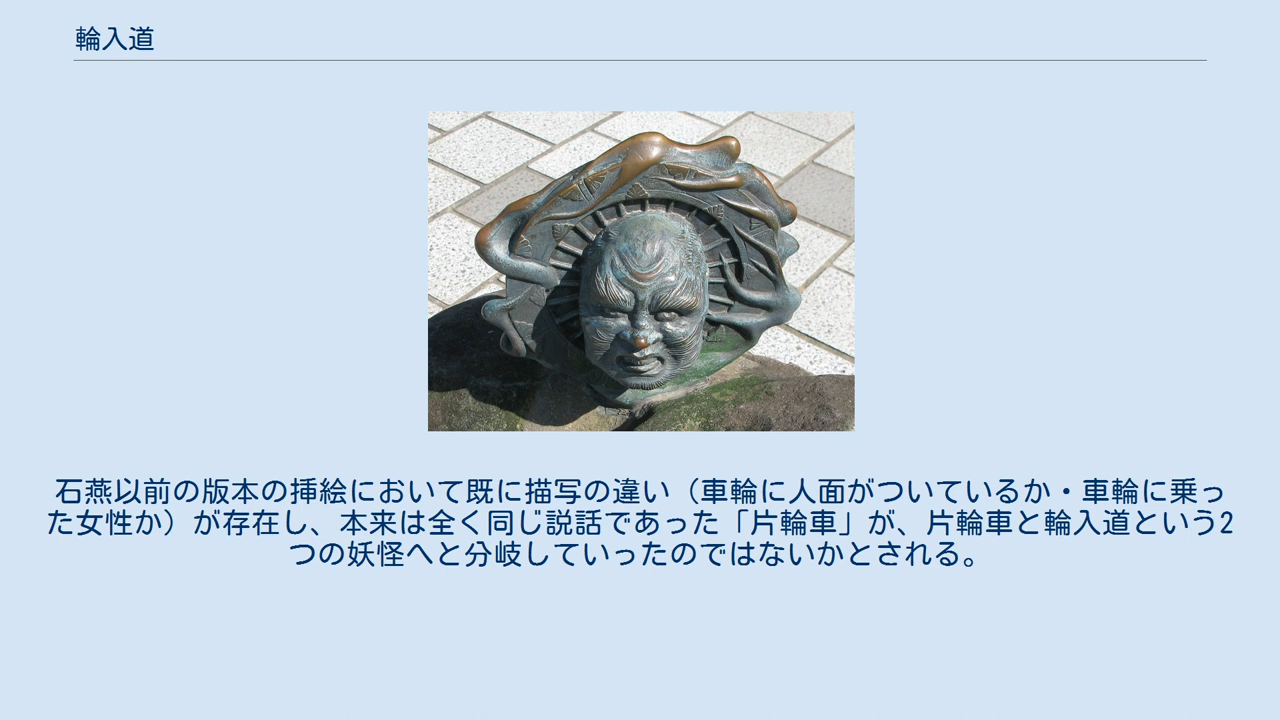 輪入道
石燕以前の版本の挿絵において既に描写の違い（車輪に人面がついているか・車輪に乗っ
た女性か）が存在し、本来は全く同じ説話であった「片輪車」が、片輪車と輪入道という2
つの妖怪へと分岐していったのではないかとされる。